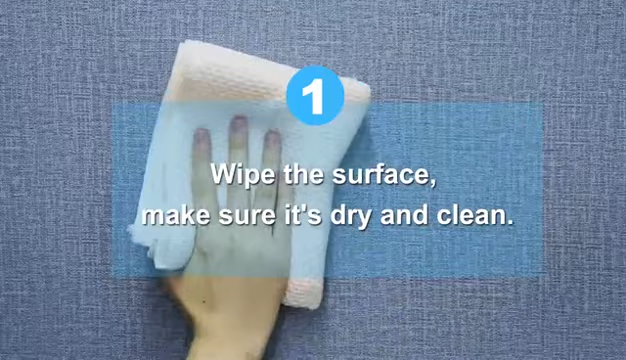 1
Wipe the surface,
make sure it's dry and clean.